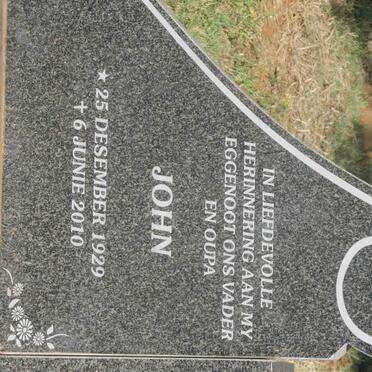 IN LIEFDEVOLLE
HERINNERING AAN MY
EGGENOOT ONS VADER
EN OUPA
JOHN
★ 25 DESEMBER 1929
✝ 6 JUNIE 2010